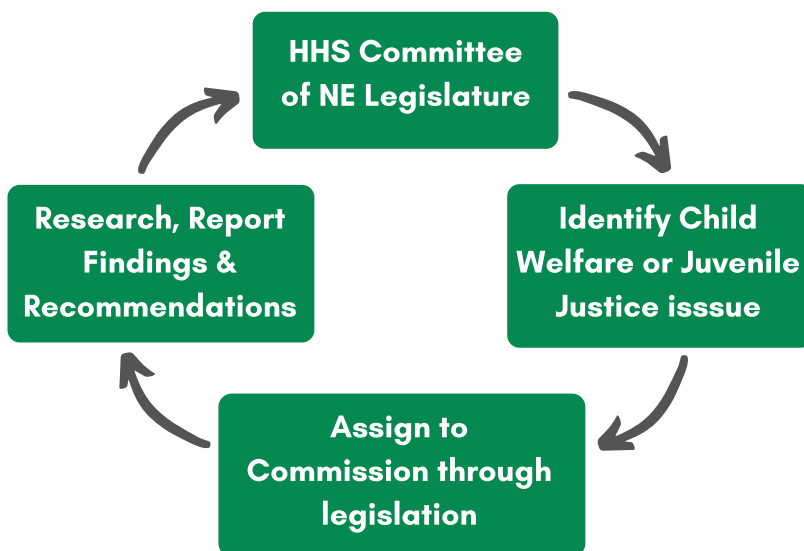 HHS Committee
of NE Legislature
Identify Child
Welfare or Juvenile
Justice isssue
Assign to
Commission through
legislation
Research, Report
Findings &
Recommendations